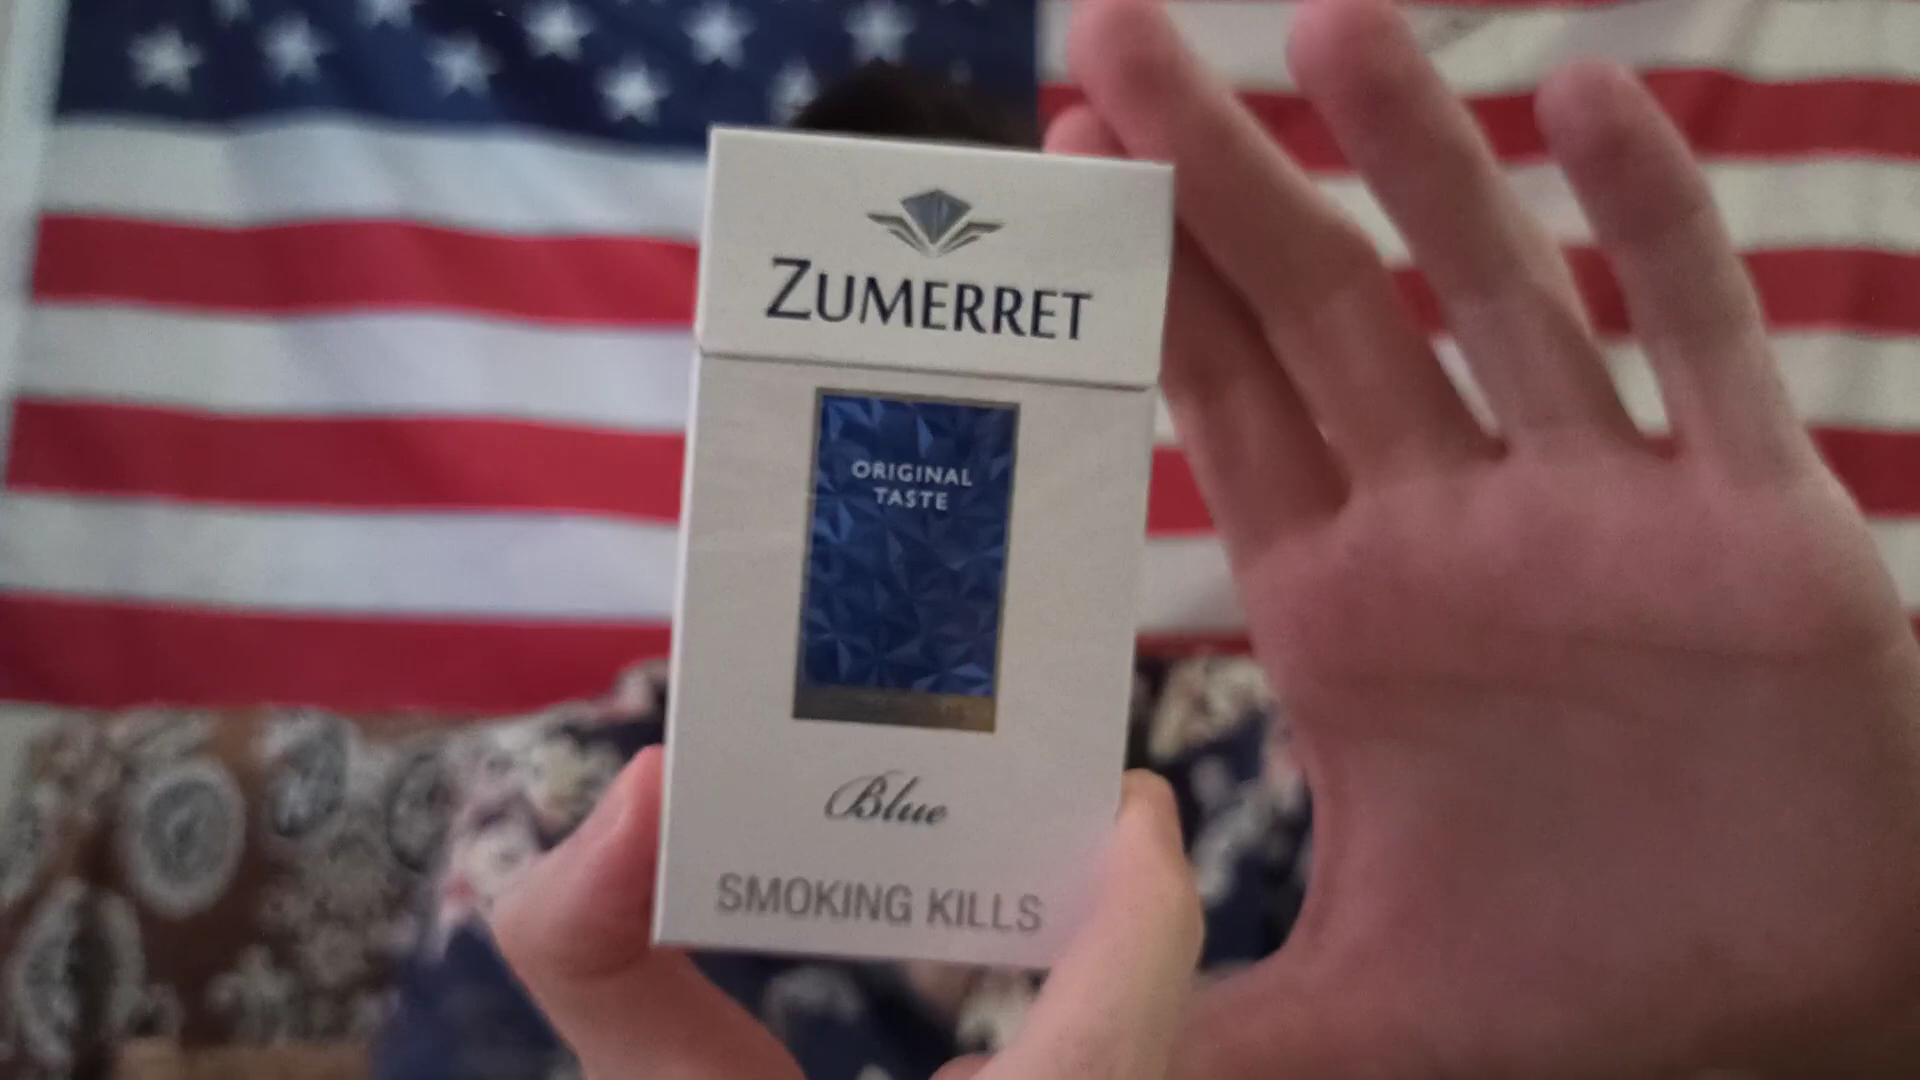 ZUMERRET
ORIGINAL
TASTE
Blue
SMOKING KILLS